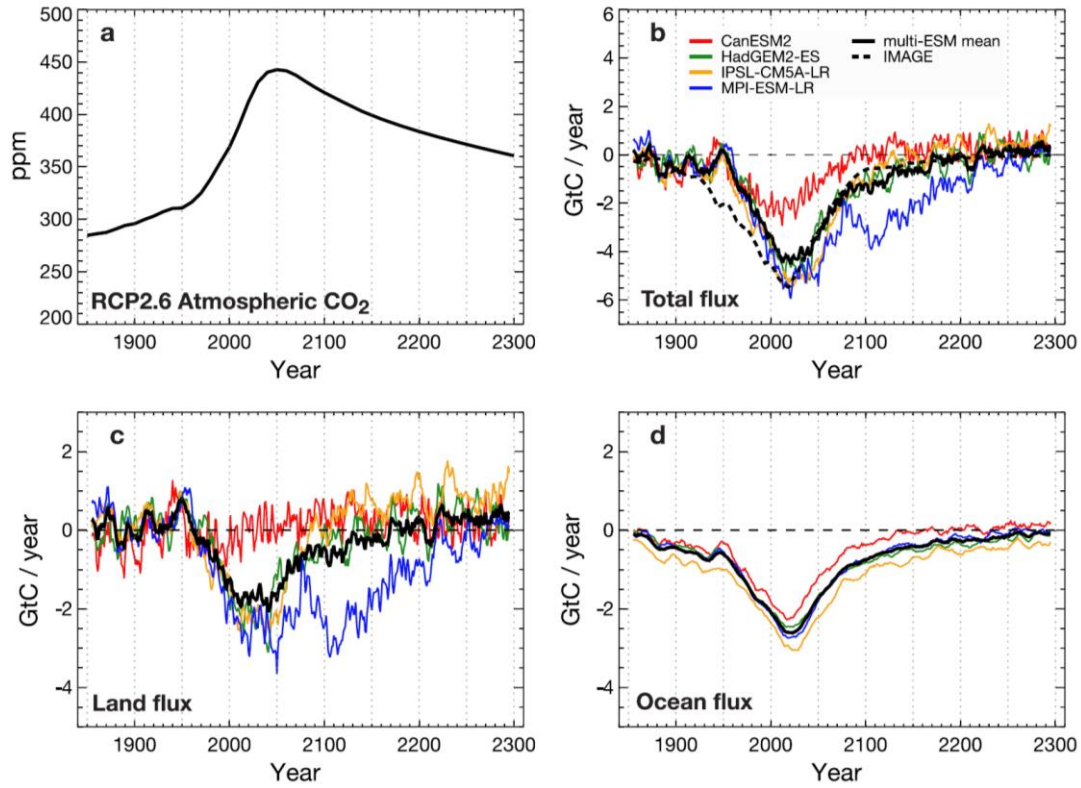 a
500
450
400
350
300
250
200
ppm
RCP2.6 Atmospheric CO2
1900 2000 2100 2200 2300
Year
b
6
4
2
0
-2
-4
-6
GtC / year
CanESM2
HadGEM2-ES
IPSL-CM5A-LR
MPI-ESM-LR
multi-ESM mean
IMAGE
Total flux
1900 2000 2100 2200 2300
Year
c
2
0
-2
-4
GtC / year
Land flux
1900 2000 2100 2200 2300
Year
d
2
0
-2
-4
GtC / year
Ocean flux
1900 2000 2100 2200 2300
Year